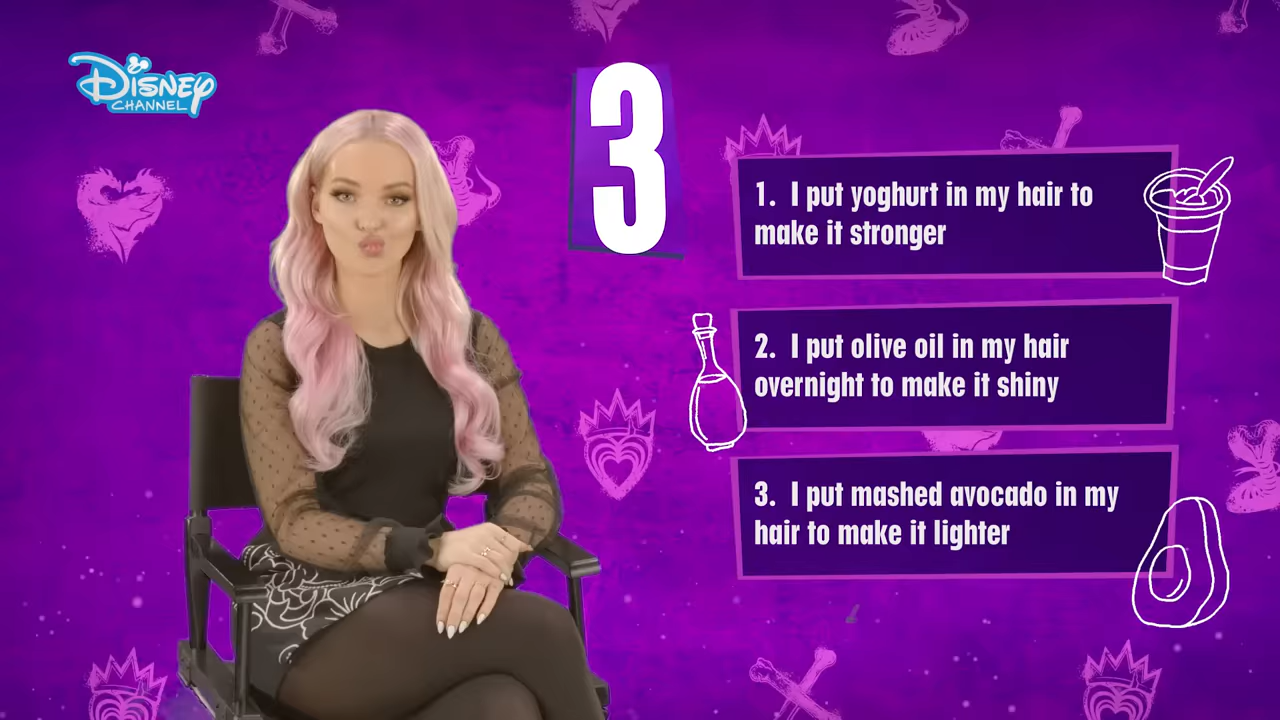 Disney
CHANNEL
3
1. I put yoghurt in my hair to
make it stronger
2. I put olive oil in my hair
overnight to make it shiny
3. I put mashed avocado in my
hair to make it lighter